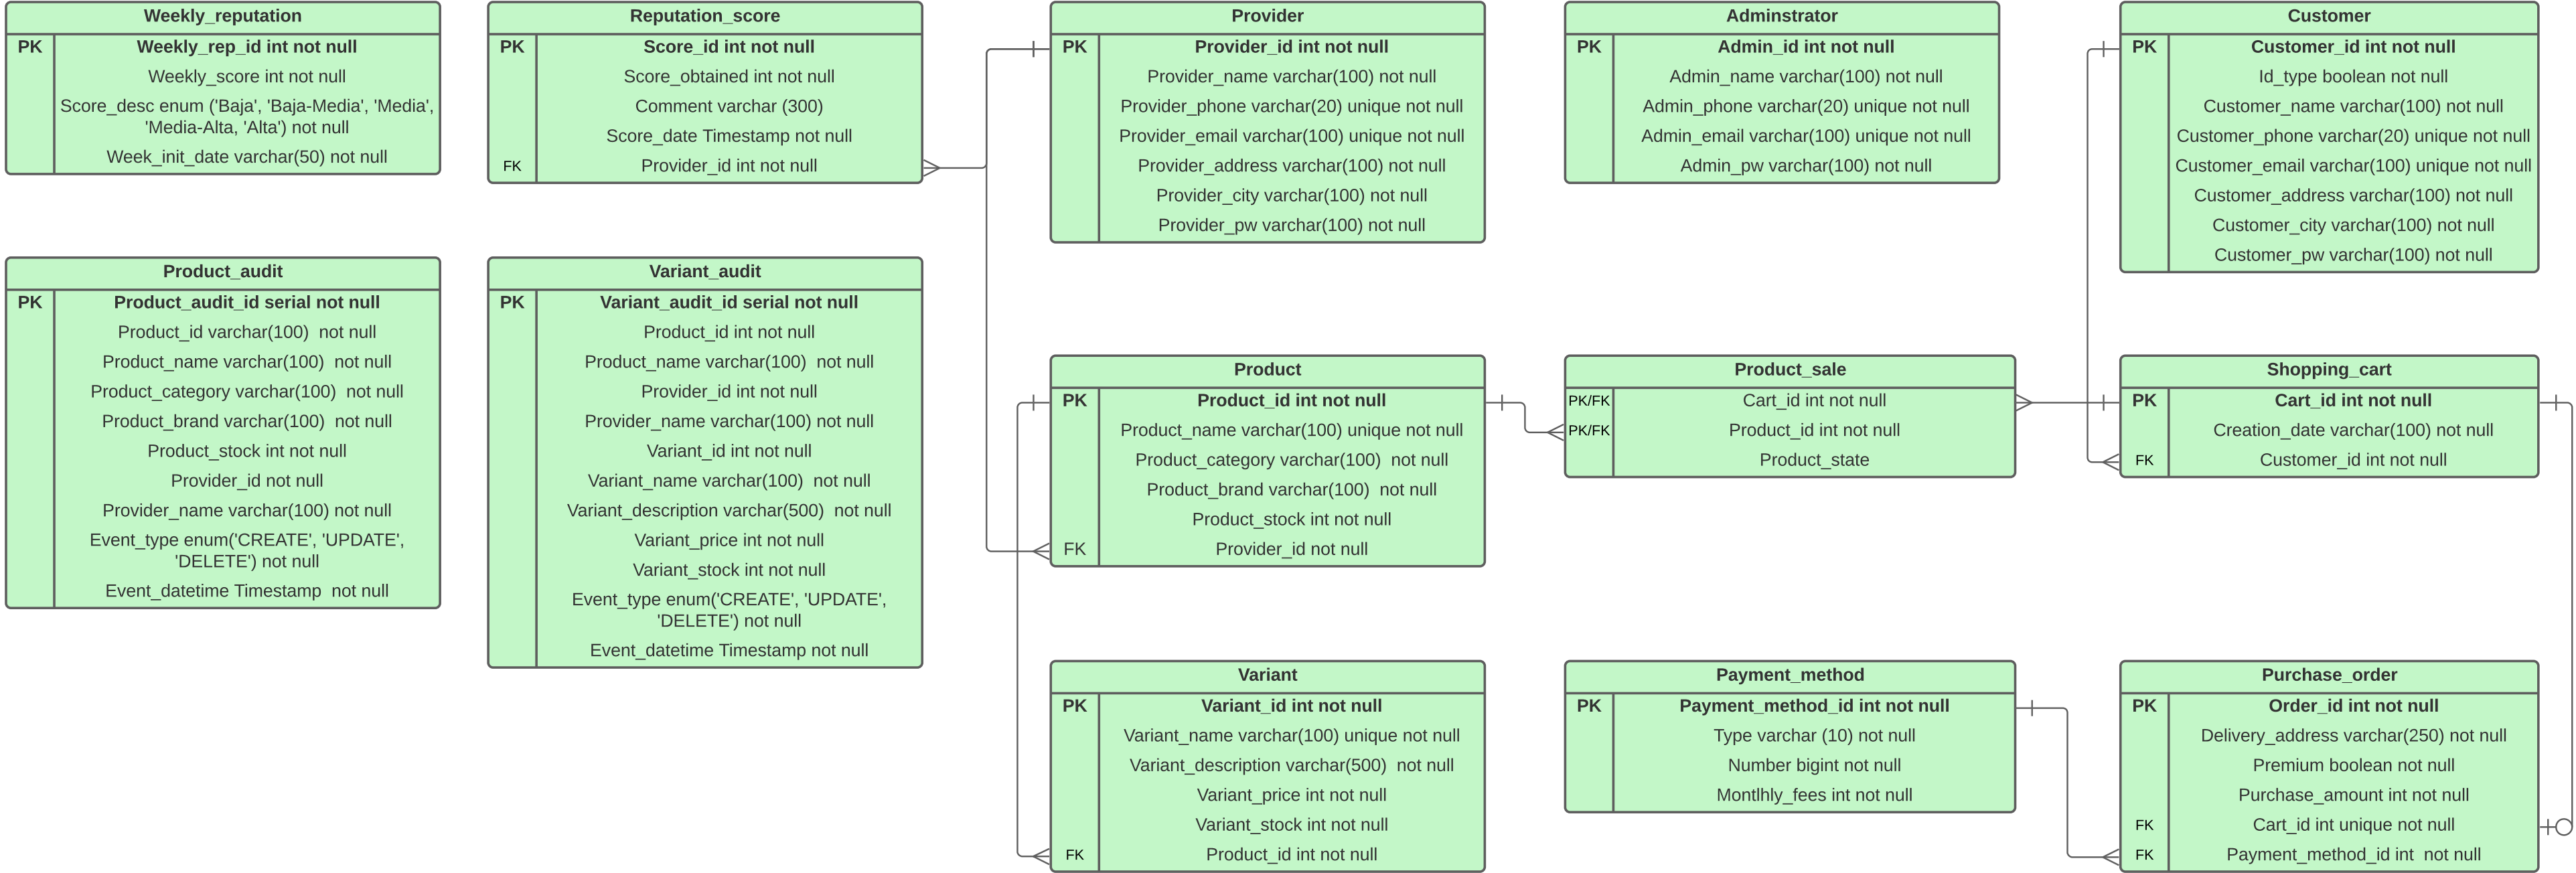 Weekly_reputation
PK
Weekly_rep_id int not null
Weekly_score int not null
Score_desc enum ('Baja', 'Baja-Media', 'Media',
'Media-Alta, 'Alta') not null
Week_init_date varchar(50) not null
Reputation_score
PK
Score_id int not null
Score_obtained int not null
Comment varchar (300)
Score_date Timestamp not null
FK
Provider_id int not null
Provider
PK
Provider_id int not null
Provider_name varchar(100) not null
Provider_phone varchar(20) unique not null
Provider_email varchar(100) unique not null
Provider_address varchar(100) not null
Provider_city varchar(100) not null
Provider_pw varchar(100) not null
Adminstrator
PK
Admin_id int not null
Admin_name varchar(100) not null
Admin_phone varchar(20) unique not null
Admin_email varchar(100) unique not null
Admin_pw varchar(100) not null
Customer
PK
Customer_id int not null
Id_type boolean not null
Customer_name varchar(100) not null
Customer_phone varchar(20) unique not null
Customer_email varchar(100) unique not null
Customer_address varchar(100) not null
Customer_city varchar(100) not null
Customer_pw varchar(100) not null
Product_audit
PK
Product_audit_id serial not null
Product_id varchar(100)  not null
Product_name varchar(100)  not null
Product_category varchar(100)  not null
Product_brand varchar(100)  not null
Product_stock int not null
Provider_id not null
Provider_name varchar(100) not null
Event_type enum('CREATE', 'UPDATE',
'DELETE') not null
Event_datetime Timestamp  not null
Variant_audit
PK
Variant_audit_id serial not null
Product_id int not null
Product_name varchar(100)  not null
Provider_id int not null
Provider_name varchar(100) not null
Variant_id int not null
Variant_name varchar(100)  not null
Variant_description varchar(500)  not null
Variant_price int not null
Variant_stock int not null
Event_type enum('CREATE', 'UPDATE',
'DELETE') not null
Event_datetime Timestamp not null
Product
PK
Product_id int not null
Product_name varchar(100) unique not null
Product_category varchar(100)  not null
Product_brand varchar(100)  not null
Product_stock int not null
FK
Provider_id not null
Product_sale
PK/FK
Cart_id int not null
PK/FK
Product_id int not null
Product_state
Shopping_cart
PK
Cart_id int not null
Creation_date varchar(100) not null
FK
Customer_id int not null
Variant
PK
Variant_id int not null
Variant_name varchar(100) unique not null
Variant_description varchar(500)  not null
Variant_price int not null
Variant_stock int not null
FK
Product_id int not null
Payment_method
PK
Payment_method_id int not null
Type varchar (10) not null
Number bigint not null
Montlhly_fees int not null
Purchase_order
PK
Order_id int not null
Delivery_address varchar(250) not null
Premium boolean not null
Purchase_amount int not null
FK
Cart_id int unique not null
FK
Payment_method_id int  not null